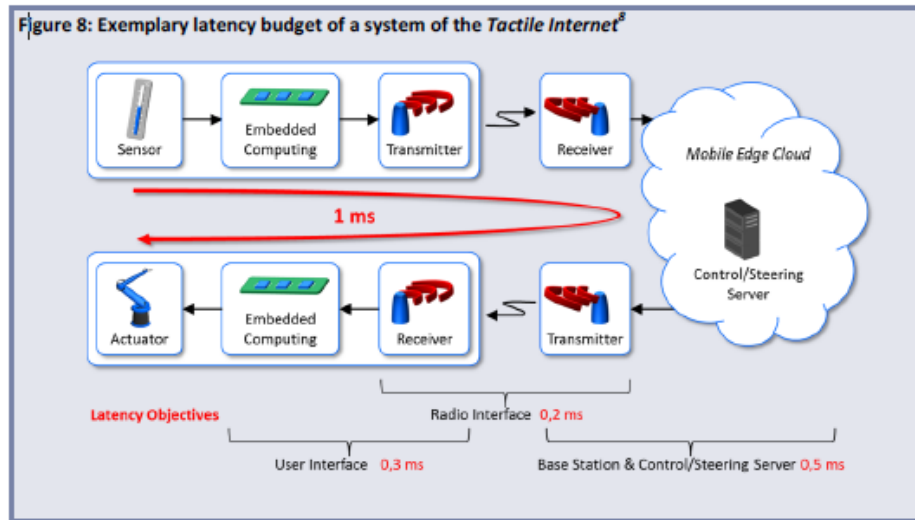 Figure 8: Exemplary latency budget of a system of the Tactile Internet⁸
Sensor
Embedded
Computing
Transmitter
Receiver
Mobile Edge Cloud
1 ms
Control/Steering
Server
Actuator
Embedded
Computing
Receiver
Transmitter
Latency Objectives
Radio Interface 0,2 ms
User Interface 0,3 ms
Base Station & Control/Steering Server 0,5 ms